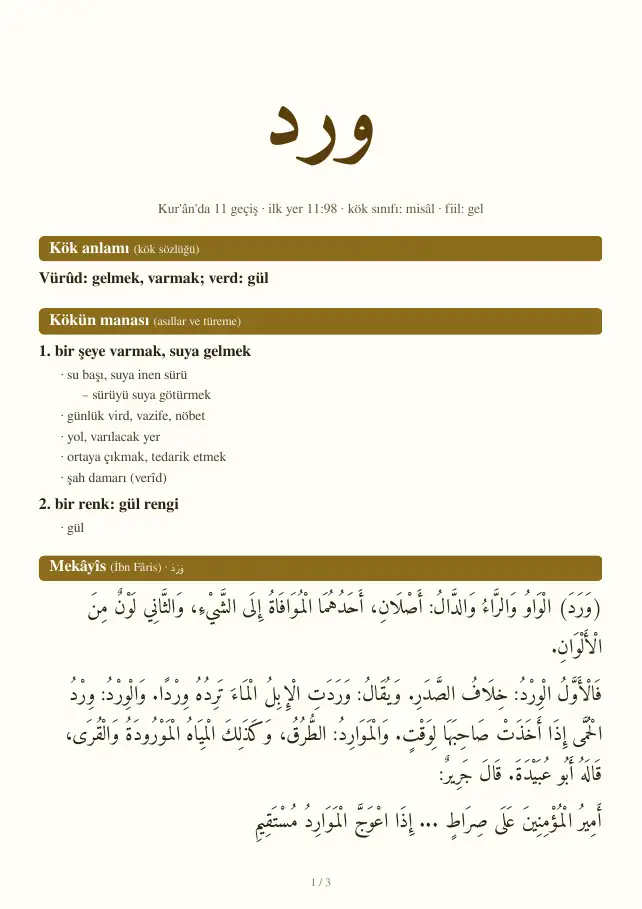 ورد
Kur'ân'da 11 geçiş · ilk yer 11:98 · kök sınıfı: misâl · fiil: gel
Kök anlamı (kök sözlüğü)
Vürûd: gelmek, varmak; verd: gül
Kökün manası (asıllar ve türeme)
1. bir şeye varmak, suya gelmek
· su başı, suya inen sürü
– sürüyü suya götürmek
· günlük vird, vazife, nöbet
· yol, varılacak yer
· ortaya çıkmak, tedarik etmek
· şah damarı (verîd)
2. bir renk: gül rengi
· gül
Mekâyîs (İbn Fâris) · وَرَدَ
(وَرَدَ) الْوَاوُ وَالرَّاءُ وَالدَّالُ: أَصْلَانِ، أَحَدُهُمَا الْمُوَافَاةُ إِلَى الشَّيْءِ، وَالثَّانِي لَوْنٌ مِنَ
الْأَلْوَانِ.
فَالْأَوَّلُ الْوِرْدُ: خِلَافُ الصَّدَرِ. وَيُقَالُ: وَرَدَتِ الْإِبِلُ الْمَاءَ تَرِدُهُ وِرْدًا. وَالْوِرْدُ: وِرْدُ
الْحُمَّى إِذَا أَخَذَتْ صَاحِبَهَا لِوَقْتٍ. وَالْمَوَارِدُ: الطُّرُقُ، وَكَذَلِكَ الْمِيَاهُ الْمَوْرُودَةُ وَالْقُرَى،
قَالَهُ أَبُو عُبَيْدَةَ. قَالَ جَرِيرٌ:
أَمِيرُ الْمُؤْمِنِينَ عَلَى صِرَاطٍ ... إِذَا اعْوَجَّ الْمَوَارِدُ مُسْتَقِيمِ
1 / 3